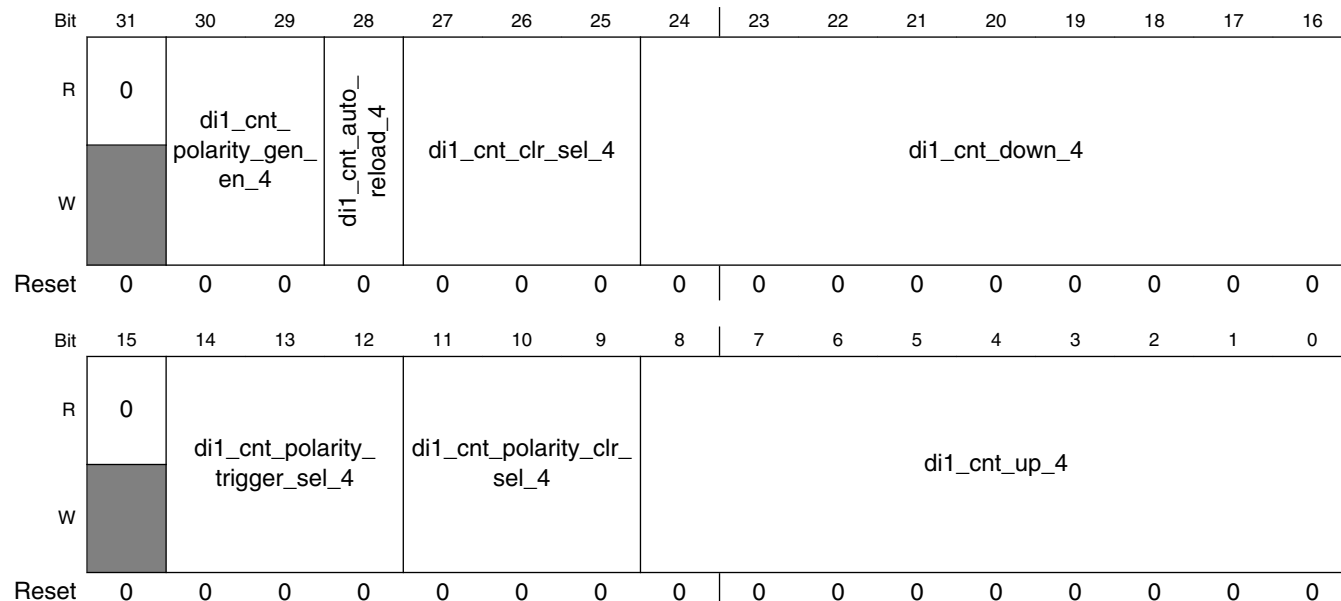 Bit 31 30 29 28 27 26 25 24 23 22 21 20 19 18 17 16
R 0
di1_cnt_
polarity_gen_
en_4
di1_cnt_auto_
reload_4
di1_cnt_clr_sel_4
di1_cnt_down_4
W
Reset 0 0 0 0 0 0 0 0 0 0 0 0 0 0 0 0
Bit 15 14 13 12 11 10 9 8 7 6 5 4 3 2 1 0
R 0
di1_cnt_polarity_
trigger_sel_4
di1_cnt_polarity_clr_
sel_4
di1_cnt_up_4
W
Reset 0 0 0 0 0 0 0 0 0 0 0 0 0 0 0 0